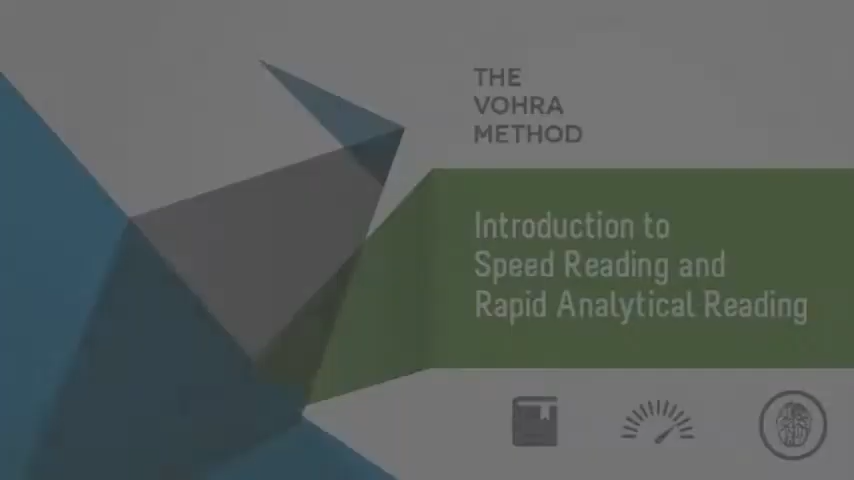 THE
VOHRA
METHOD
Introduction to
Speed Reading and
Rapid Analytical Reading